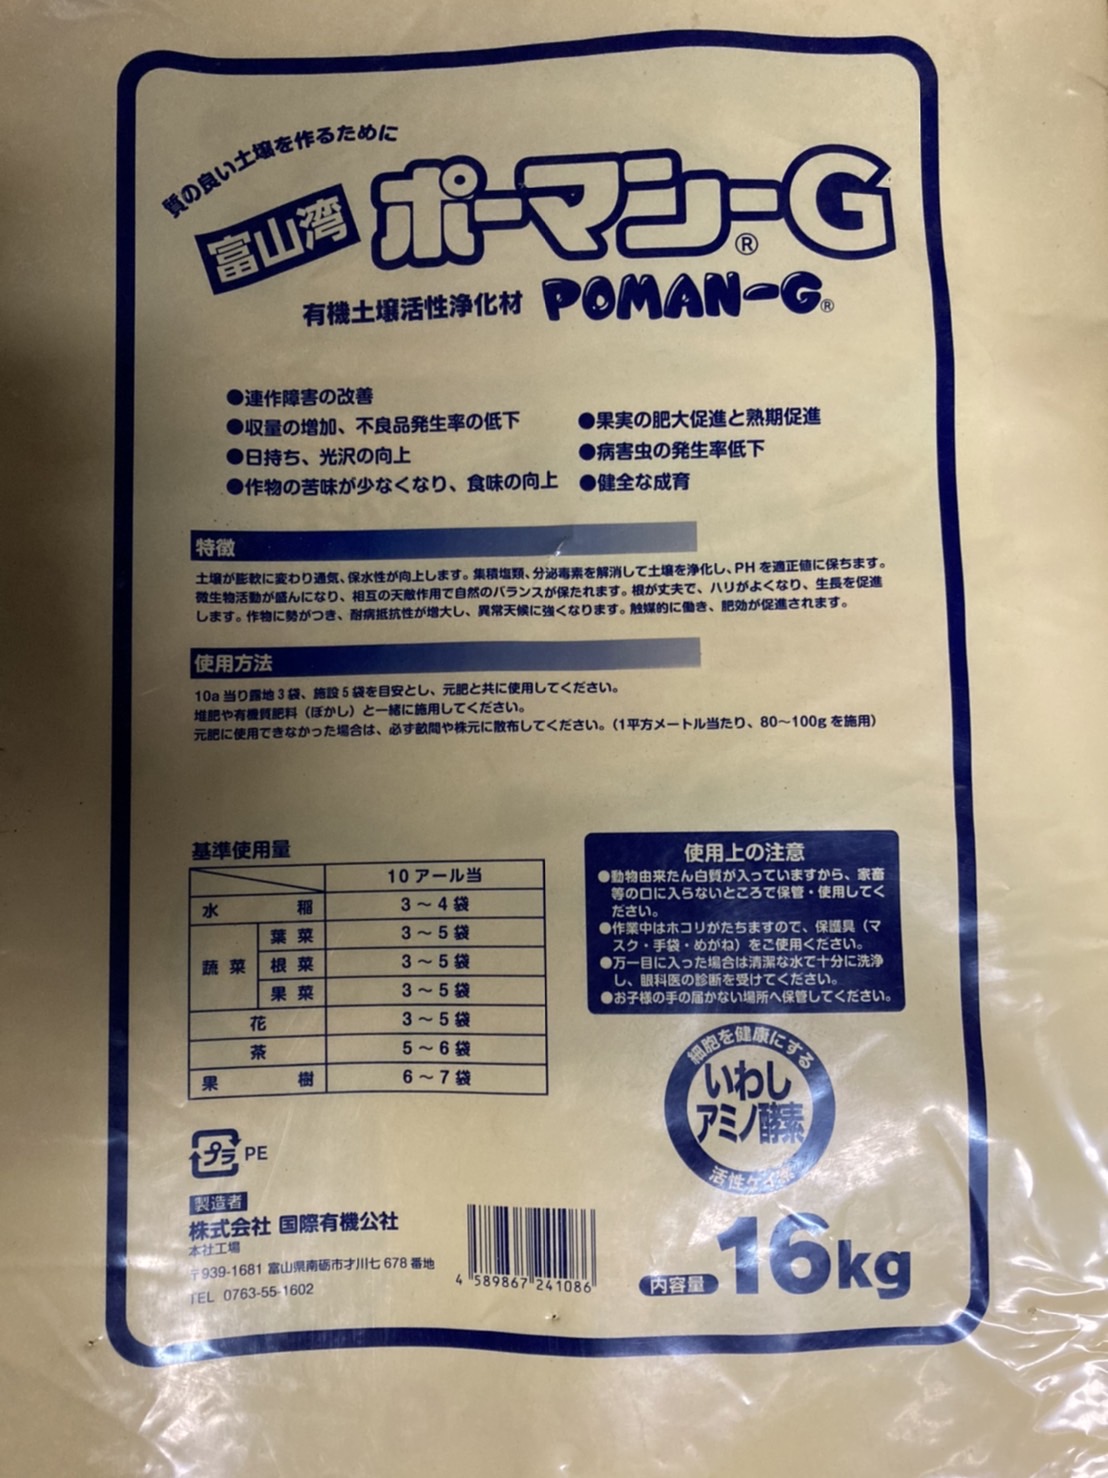 質の良い土壌を作るために
富山湾
ポーマン-G®
有機土壌活性浄化材 POMAN-G®
●連作障害の改善
●収量の増加、不良品発生率の低下
●日持ち、光沢の向上
●作物の苦味が少なくなり、食味の向上
●果実の肥大促進と熟期促進
●病害虫の発生率低下
●健全な成育
特徴
土壌が膨軟に変わり通気、保水性が向上します。集積塩類、分泌毒素を解消して土壌を浄化し、PHを適正値に保ちます。
微生物活動が盛んになり、相互の天敵作用で自然のバランスが保たれます。根が丈夫で、ハリがよくなり、生長を促進
します。作物に勢がつき、耐病抵抗性が増大し、異常天候に強くなります。触媒的に働き、肥効が促進されます。
使用方法
10a当り露地3袋、施設5袋を目安とし、元肥と共に使用してください。
堆肥や有機質肥料（ぼかし）と一緒に施用してください。
元肥に使用できなかった場合は、必ず畝間や株元に散布してください。（1平方メートル当たり、80～100gを施用）
基準使用量
10アール当
水稲 3～4袋
蔬菜 葉菜 3～5袋
根菜 3～5袋
果菜 3～5袋
花 3～5袋
茶 5～6袋
果樹 6～7袋
使用上の注意
●動物由来たん白質が入っていますから、家畜
等の口に入らないところで保管・使用してく
ださい。
●作業中はホコリがたちますので、保護具（マ
スク・手袋・めがね）をご使用ください。
●万一目に入った場合は清潔な水で十分に洗浄
し、眼科医の診断を受けてください。
●お子様の手の届かない場所へ保管してください。
細胞を健康にする
いわし
アミノ酵素
プラ PE
製造者
株式会社 国際有機公社
本社工場
〒939-1681 富山県南砺市才川七678番地
TEL 0763-55-1602
4 589867 241086
内容量 16kg